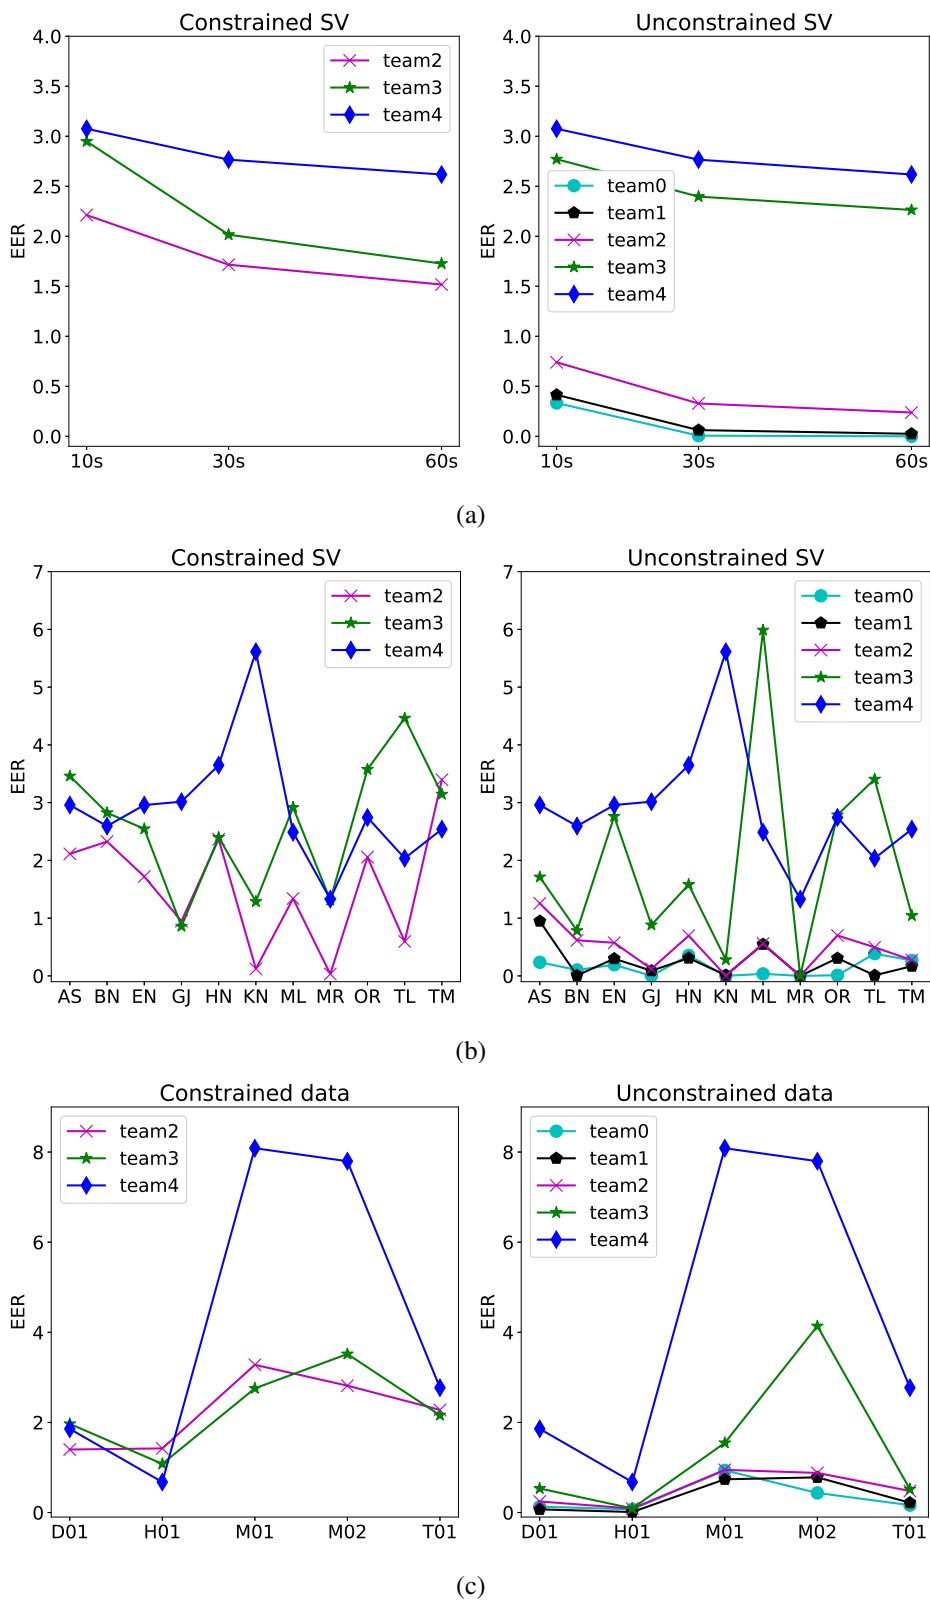 Constrained SV
4.0
3.5
3.0
2.5
2.0
1.5
1.0
0.5
0.0
EER
10s 30s 60s
team2
team3
team4
Unconstrained SV
4.0
3.5
3.0
2.5
2.0
1.5
1.0
0.5
0.0
EER
10s 30s 60s
team0
team1
team2
team3
team4
(a)
Constrained SV
7
6
5
4
3
2
1
0
EER
AS BN EN GJ HN KN ML MR OR TL TM
team2
team3
team4
Unconstrained SV
7
6
5
4
3
2
1
0
EER
AS BN EN GJ HN KN ML MR OR TL TM
team0
team1
team2
team3
team4
(b)
Constrained data
8
6
4
2
0
EER
D01 H01 M01 M02 T01
team2
team3
team4
Unconstrained data
8
6
4
2
0
EER
D01 H01 M01 M02 T01
team0
team1
team2
team3
team4
(c)